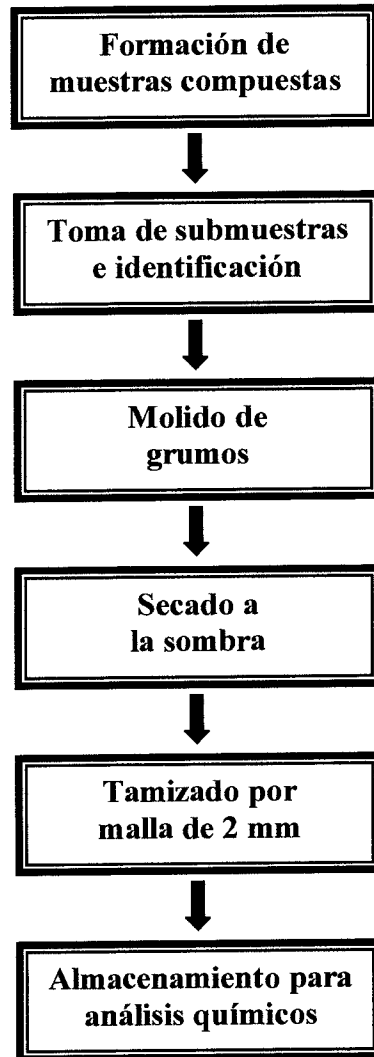 Formación de
muestras compuestas
Toma de submuestras
e identificación
Molido de
grumos
Secado a
la sombra
Tamizado por
malla de 2 mm
Almacenamiento para
análisis químicos